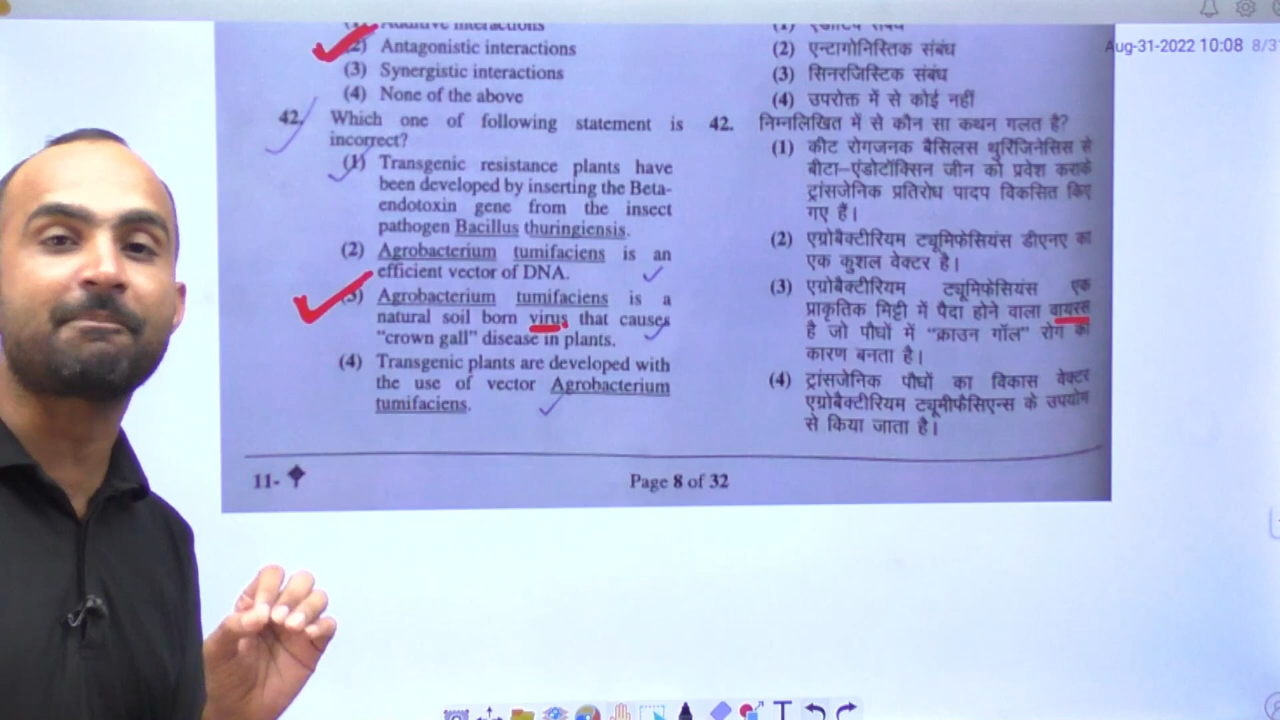 Additive interactions
(2) Antagonistic interactions
(3) Synergistic interactions
(4) None of the above
42. Which one of following statement is
incorrect?
(1) Transgenic resistance plants have
been developed by inserting the Beta-
endotoxin gene from the insect
pathogen Bacillus thuringiensis.
(2) Agrobacterium tumifaciens is an
efficient vector of DNA.
(3) Agrobacterium tumifaciens is a
natural soil born virus that causes
"crown gall" disease in plants.
(4) Transgenic plants are developed with
the use of vector Agrobacterium
tumifaciens.
(2) एन्टागोनिस्तिक संबंध
(3) सिनरजिस्टिक संबंध
(4) उपरोक्त में से कोई नहीं
42. निम्नलिखित में से कौन सा कथन गलत है?
(1) कीट रोगजनक बैसिलस थुरिंजिनेसिस से
बीटा-एंडोटॉक्सिन जीन को प्रवेश कराके
ट्रांसजेनिक प्रतिरोध पादप विकसित किए
गए हैं।
(2) एग्रोबैक्टीरियम ट्यूमिफेसियंस डीएनए का
एक कुशल वेक्टर है।
(3) एग्रोबैक्टीरियम ट्यूमिफेसियंस एक
प्राकृतिक मिट्टी में पैदा होने वाला वायरस
है जो पौघों में "क्राउन गॉल" रोग का
कारण बनता है।
(4) ट्रांसजेनिक पौघों का विकास वेक्टर
एग्रोबैक्टीरियम ट्यूमीफैसिएन्स के उपयोग
से किया जाता है।
11-
Page 8 of 32
Aug-31-2022 10:08 8/31